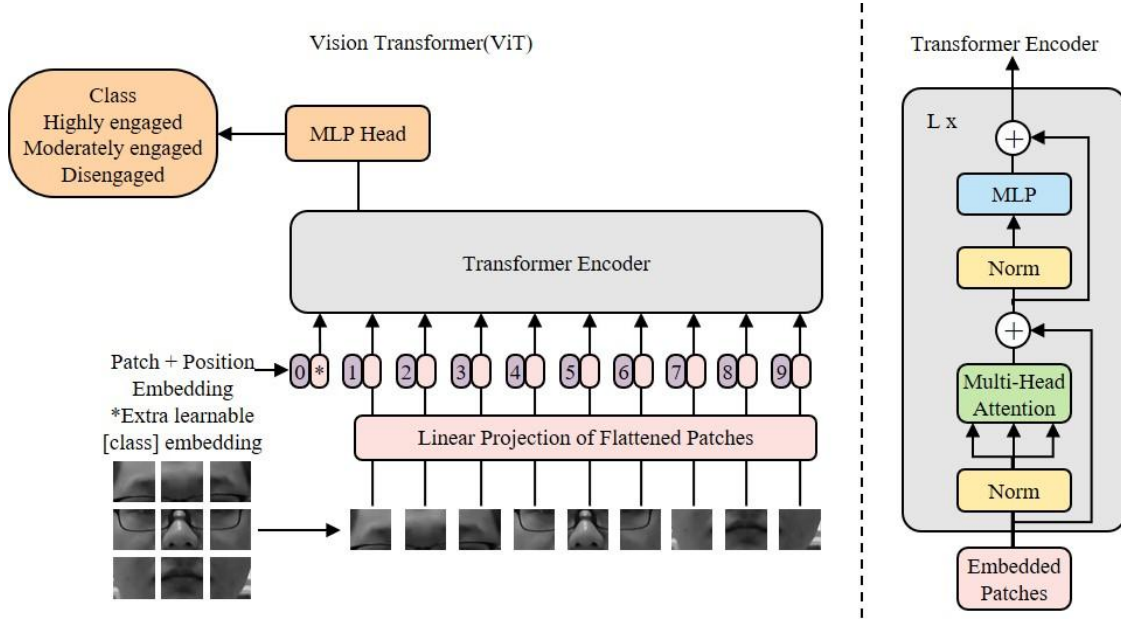 Vision Transformer(ViT)
Class
Highly engaged
Moderately engaged
Disengaged
MLP Head
Transformer Encoder
Patch + Position
Embedding
*Extra learnable
[class] embedding
0 * 1 2 3 4 5 6 7 8 9
Linear Projection of Flattened Patches
Transformer Encoder
L x
+
MLP
Norm
+
Multi-Head
Attention
Norm
Embedded
Patches